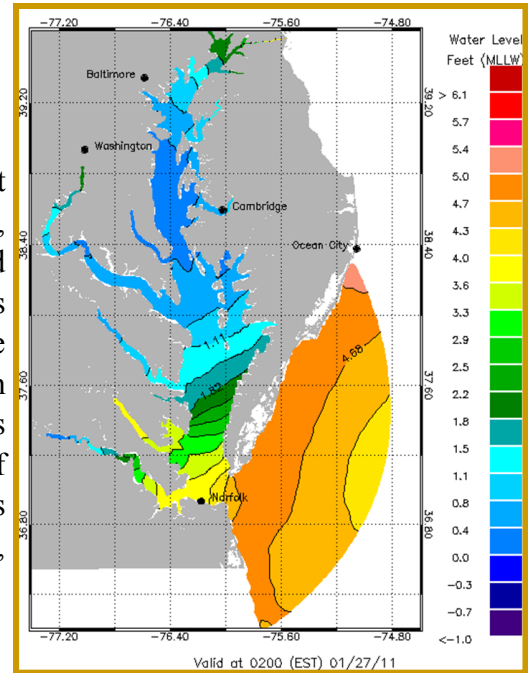 -77.20 -76.40 -75.60 -74.80
Water Level
Feet (MLLW)
> 6.1
5.7
5.4
5.0
4.7
4.3
4.0
3.6
3.3
2.9
2.5
2.2
1.8
1.5
1.1
0.8
0.4
0.0
-0.3
-0.7
<-1.0
39.20 39.20
38.40 38.40
37.60 37.60
36.80 36.80
Baltimore
Washington
Cambridge
Ocean City
1.11
4.68
1.82
Norfolk
-77.20 -76.40 -75.60 -74.80
Valid at 0200 (EST) 01/27/11